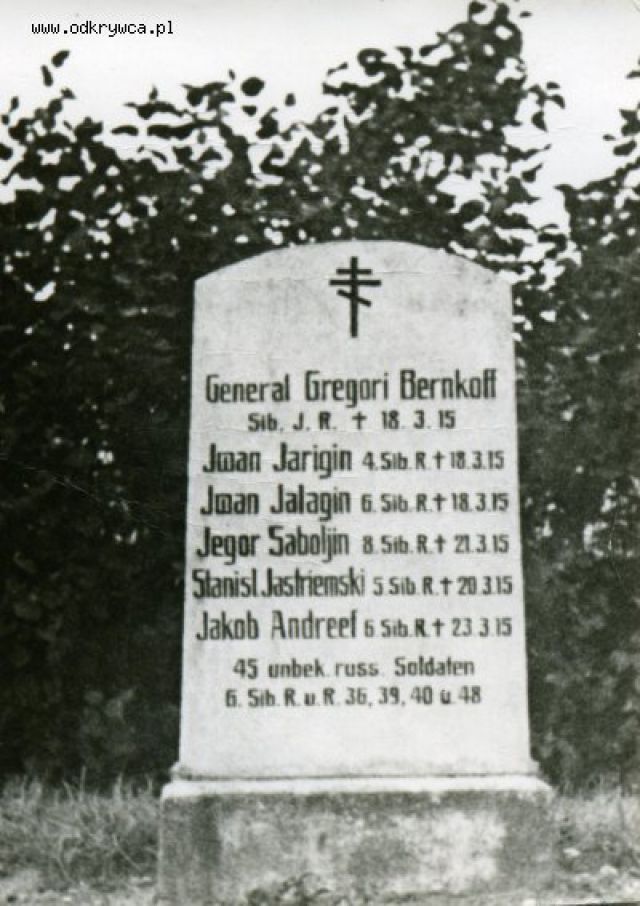 www.odkrywca.pl
General Gregori Bernkoff
Sib. J. R. † 18. 3. 15
Jwan Jarigin 4. Sib. R. † 18.3.15
Jwan Jalagin 6. Sib. R. † 18.3.15
Jegor Saboljin 8. Sib. R. † 21.3.15
Stanisl. Jastriemski 5 Sib. R. † 20.3.15
Jakob Andreef 6 Sib. R. † 23.3.15
45 unbek. russ. Soldaten
6. Sib. R. u. R. 36, 39, 40 u. 48